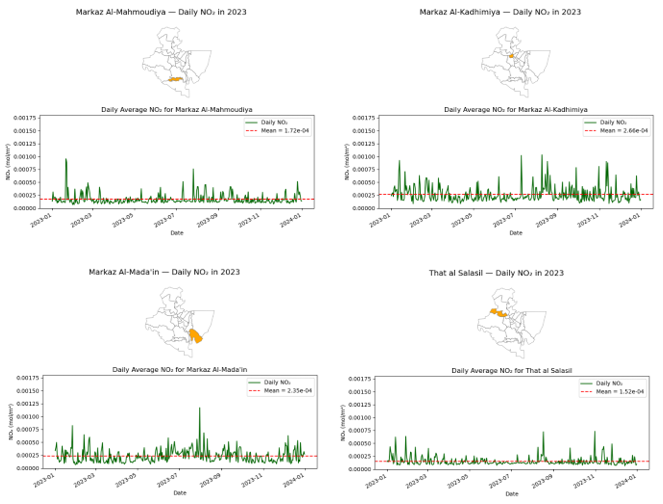 Markaz Al-Mahmoudiya — Daily NO₂ in 2023
Daily Average NO₂ for Markaz Al-Mahmoudiya
Daily NO₂
Mean = 1.72e-04
NO₂ (mol/m²)
0.00175
0.00150
0.00125
0.00100
0.00075
0.00050
0.00025
0.00000
2023-01
2023-03
2023-05
2023-07
2023-09
2023-11
2024-01
Date
Markaz Al-Kadhimiya — Daily NO₂ in 2023
Daily Average NO₂ for Markaz Al-Kadhimiya
Daily NO₂
Mean = 2.66e-04
NO₂ (mol/m²)
0.00175
0.00150
0.00125
0.00100
0.00075
0.00050
0.00025
0.00000
2023-01
2023-03
2023-05
2023-07
2023-09
2023-11
2024-01
Date
Markaz Al-Mada'in — Daily NO₂ in 2023
Daily Average NO₂ for Markaz Al-Mada'in
Daily NO₂
Mean = 2.35e-04
NO₂ (mol/m²)
0.00175
0.00150
0.00125
0.00100
0.00075
0.00050
0.00025
0.00000
2023-01
2023-03
2023-05
2023-07
2023-09
2023-11
2024-01
Date
That al Salasil — Daily NO₂ in 2023
Daily Average NO₂ for That al Salasil
Daily NO₂
Mean = 1.52e-04
NO₂ (mol/m²)
0.00175
0.00150
0.00125
0.00100
0.00075
0.00050
0.00025
0.00000
2023-01
2023-03
2023-05
2023-07
2023-09
2023-11
2024-01
Date